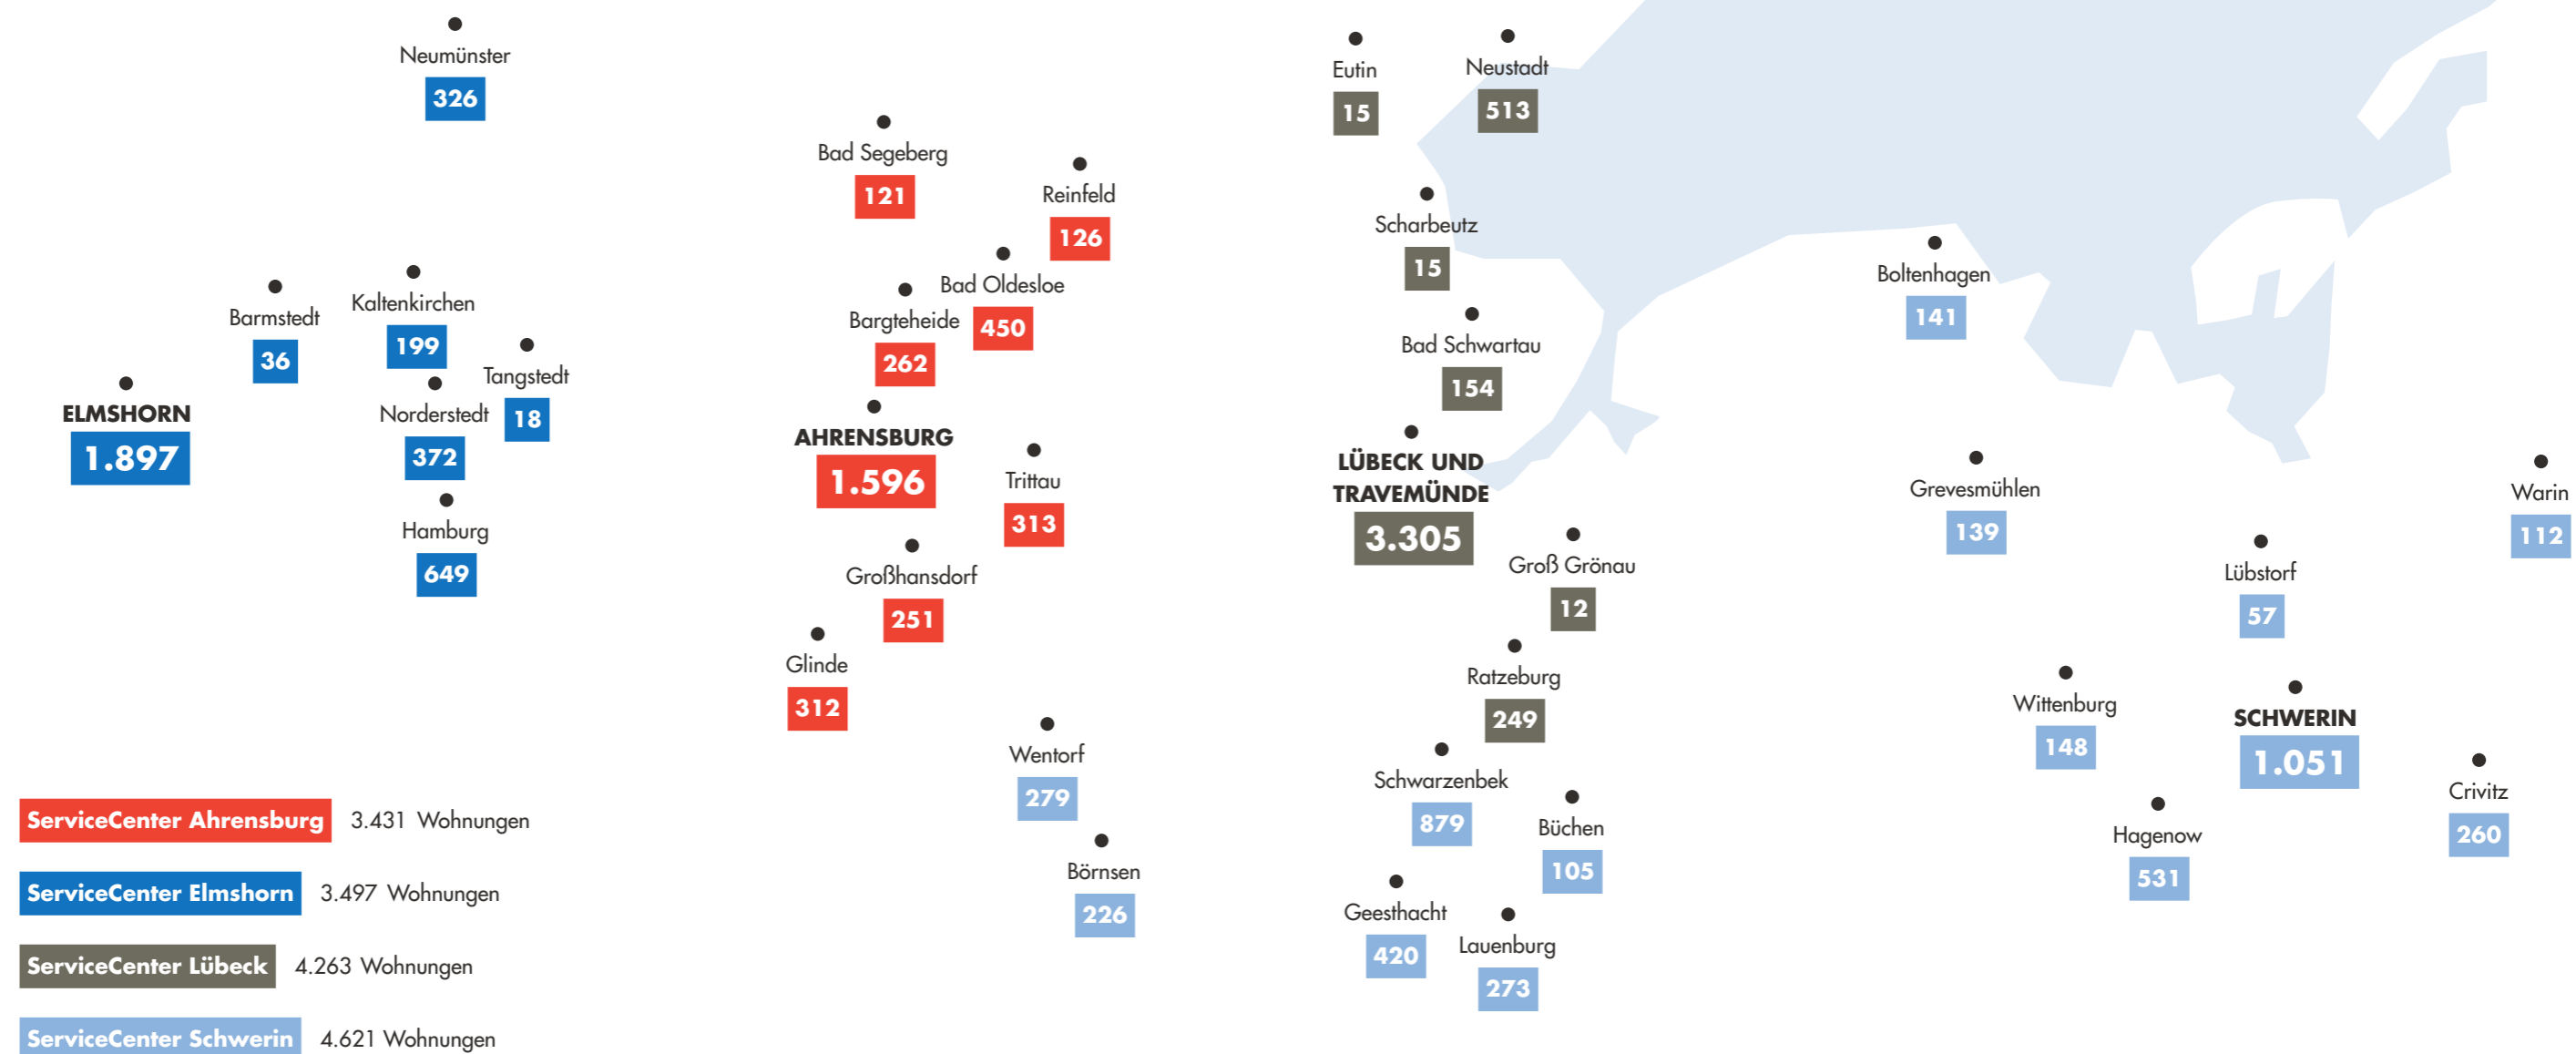 Neumünster
326
Eutin
15
Neustadt
513
Bad Segeberg
121
Reinfeld
126
Scharbeutz
15
Boltenhagen
141
Barmstedt
36
Kaltenkirchen
199
Bad Oldesloe
450
Bargteheide
262
Bad Schwartau
154
Tangstedt
18
ELMSHORN
1.897
Norderstedt
372
AHRENSBURG
1.596
Trittau
313
LÜBECK UND
TRAVEMÜNDE
3.305
Grevesmühlen
139
Warin
112
Hamburg
649
Großhansdorf
251
Groß Grönau
12
Lübstorf
57
Glinde
312
Ratzeburg
249
Wittenburg
148
SCHWERIN
1.051
Wentorf
279
Schwarzenbek
879
Büchen
105
Hagenow
531
Crivitz
260
Börnsen
226
Geesthacht
420
Lauenburg
273
ServiceCenter Ahrensburg 3.431 Wohnungen
ServiceCenter Elmshorn 3.497 Wohnungen
ServiceCenter Lübeck 4.263 Wohnungen
ServiceCenter Schwerin 4.621 Wohnungen